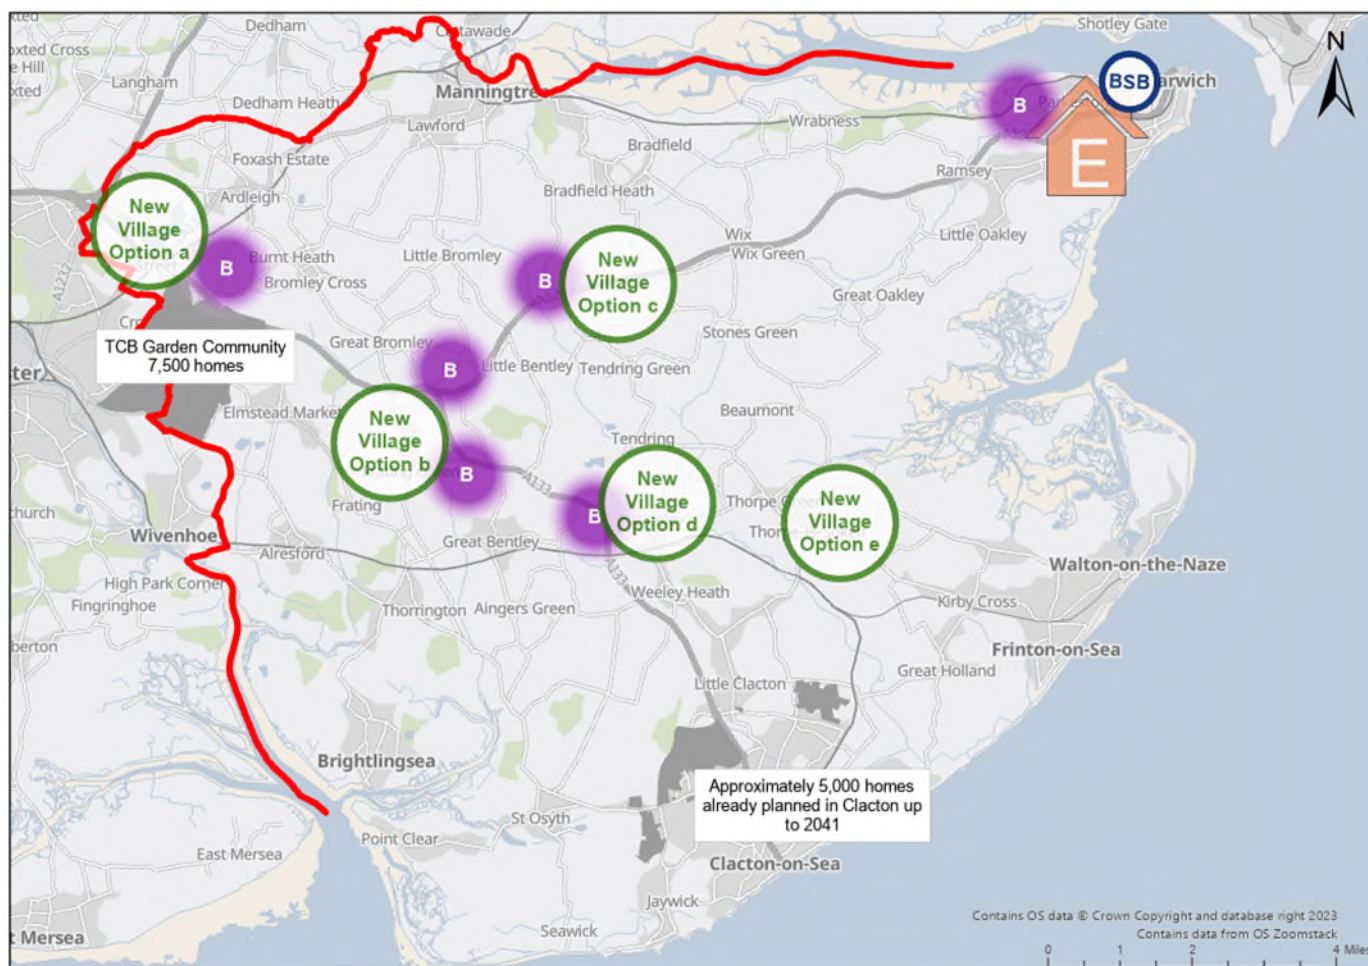 Dedham
Cattawade
Shotley Gate
N
Langham
Dedham Heath
Manningtree
Lawford
Wrabness
B
BSB
Foxash Estate
Bradfield
Ramsey
E
Ardleigh
Bradfield Heath
New
Village
Option a
B
Burnt Heath
Bromley Cross
Little Bromley
B
New
Village
Option c
Wix
Wix Green
Little Oakley
Great Oakley
A1232
TCB Garden Community
7,500 homes
Great Bromley
B
Little Bentley
Tendring Green
Stones Green
Elmstead Market
New
Village
Option b
B
Beaumont
Tendring
A133
B
New
Village
Option d
Thorpe Green
New
Village
Option e
Frating
Wivenhoe
Alresford
Great Bentley
A133
Weeley Heath
Walton-on-the-Naze
High Park Corner
Fingringhoe
Thorrington
Aingers Green
Kirby Cross
Frinton-on-Sea
Great Holland
Little Clacton
Brightlingsea
Approximately 5,000 homes
already planned in Clacton up
to 2041
St Osyth
Point Clear
East Mersea
Clacton-on-Sea
Jaywick
Seawick
t Mersea
Contains OS data © Crown Copyright and database right 2023
Contains data from OS Zoomstack
0 1 2 4 Miles